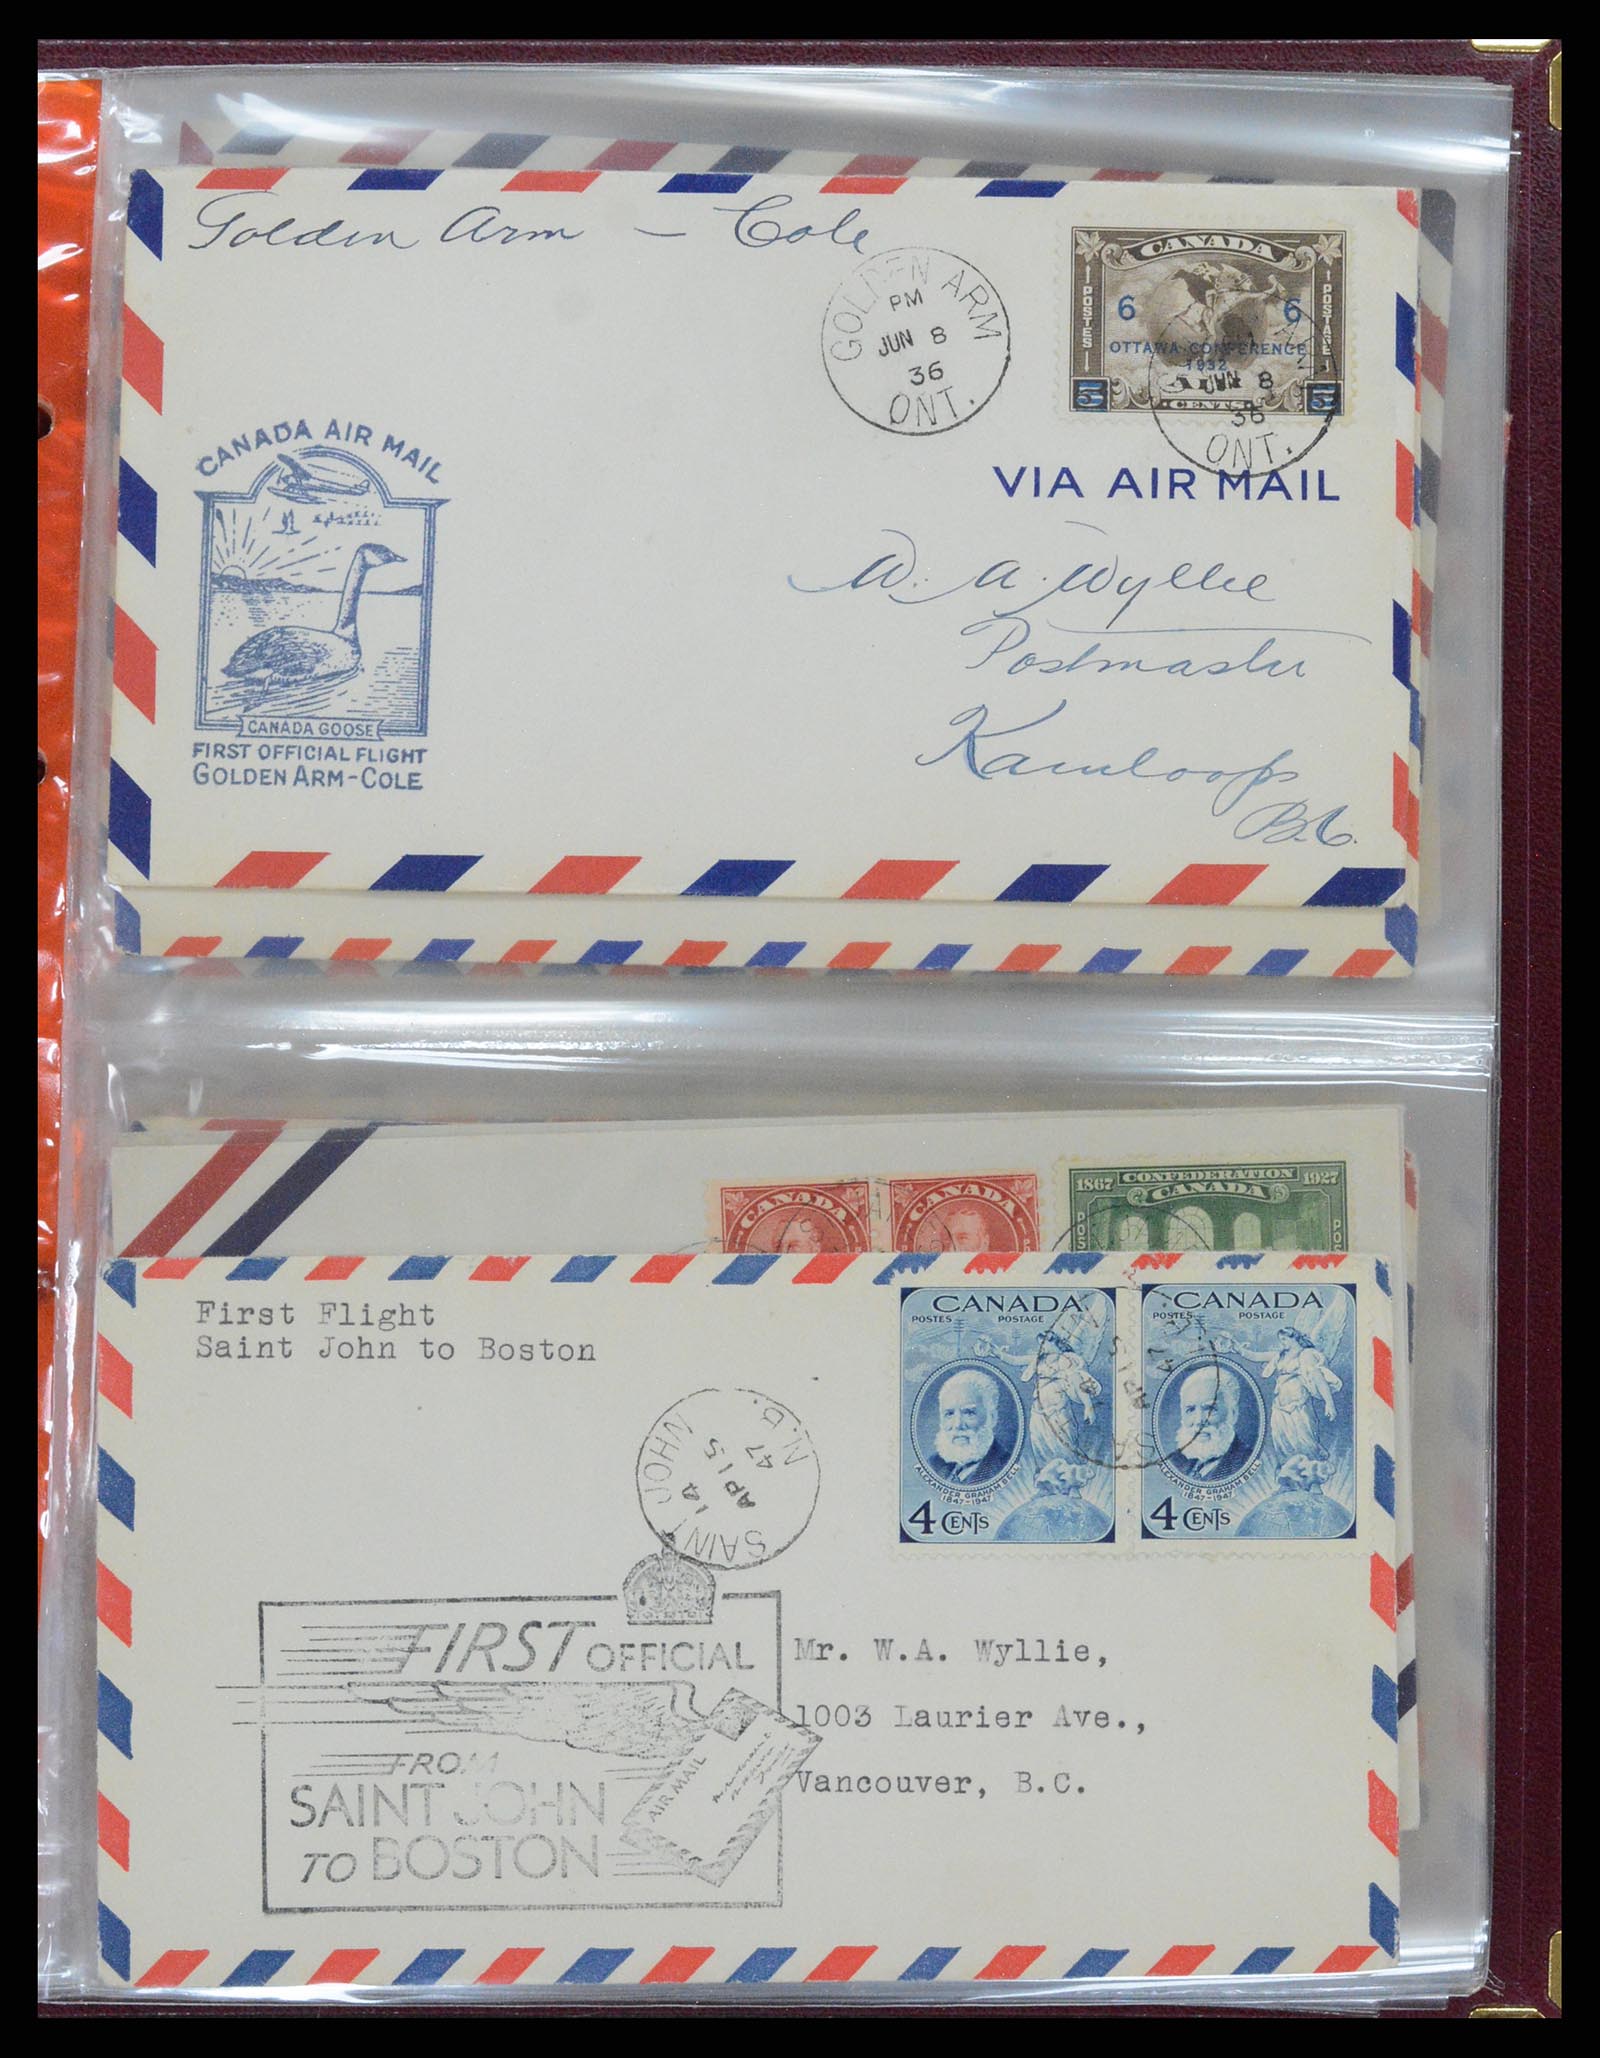 Golden Arm — Cole
GOLDEN ARM
PM
JUN 8
36
ONT.
CANADA
POSTES
POSTAGE
6 6
OTTAWA CONFERENCE
1932
5 5
CENTS
JUN 8
36
ONT.
VIA AIR MAIL
CANADA AIR MAIL
CANADA GOOSE
FIRST OFFICIAL FLIGHT
GOLDEN ARM-COLE
W. A. Wyllie
Postmaster
Kamloops
B.C.
CANADA
CANADA
1867 CONFEDERATION 1927
CANADA
First Flight
Saint John to Boston
CANADA
POSTES POSTAGE
ALEXANDER GRAHAM BELL
1847-1947
4 CENTS
CANADA
POSTES POSTAGE
ALEXANDER GRAHAM BELL
1847-1947
4 CENTS
SAINT JOHN
14
AP 15
47
N.B.
FIRST OFFICIAL
FROM
SAINT JOHN
TO BOSTON
AIR MAIL
Mr. W.A. Wyllie,
1003 Laurier Ave.,
Vancouver, B.C.